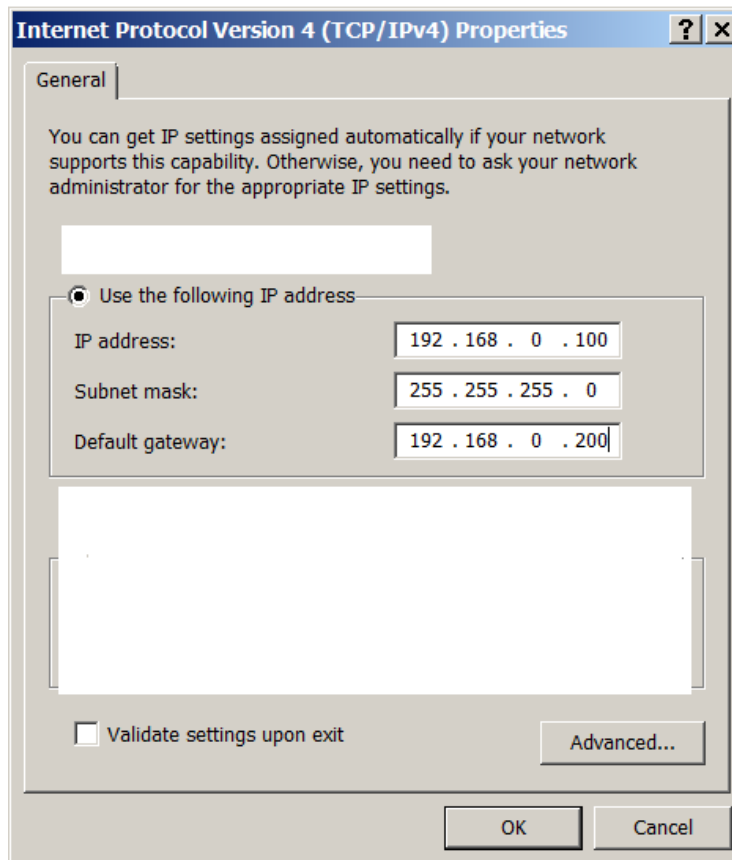 Internet Protocol Version 4 (TCP/IPv4) Properties
General
You can get IP settings assigned automatically if your network
supports this capability. Otherwise, you need to ask your network
administrator for the appropriate IP settings.
Use the following IP address
IP address: 192 . 168 . 0 . 100
Subnet mask: 255 . 255 . 255 . 0
Default gateway: 192 . 168 . 0 . 200
Validate settings upon exit
Advanced...
OK Cancel